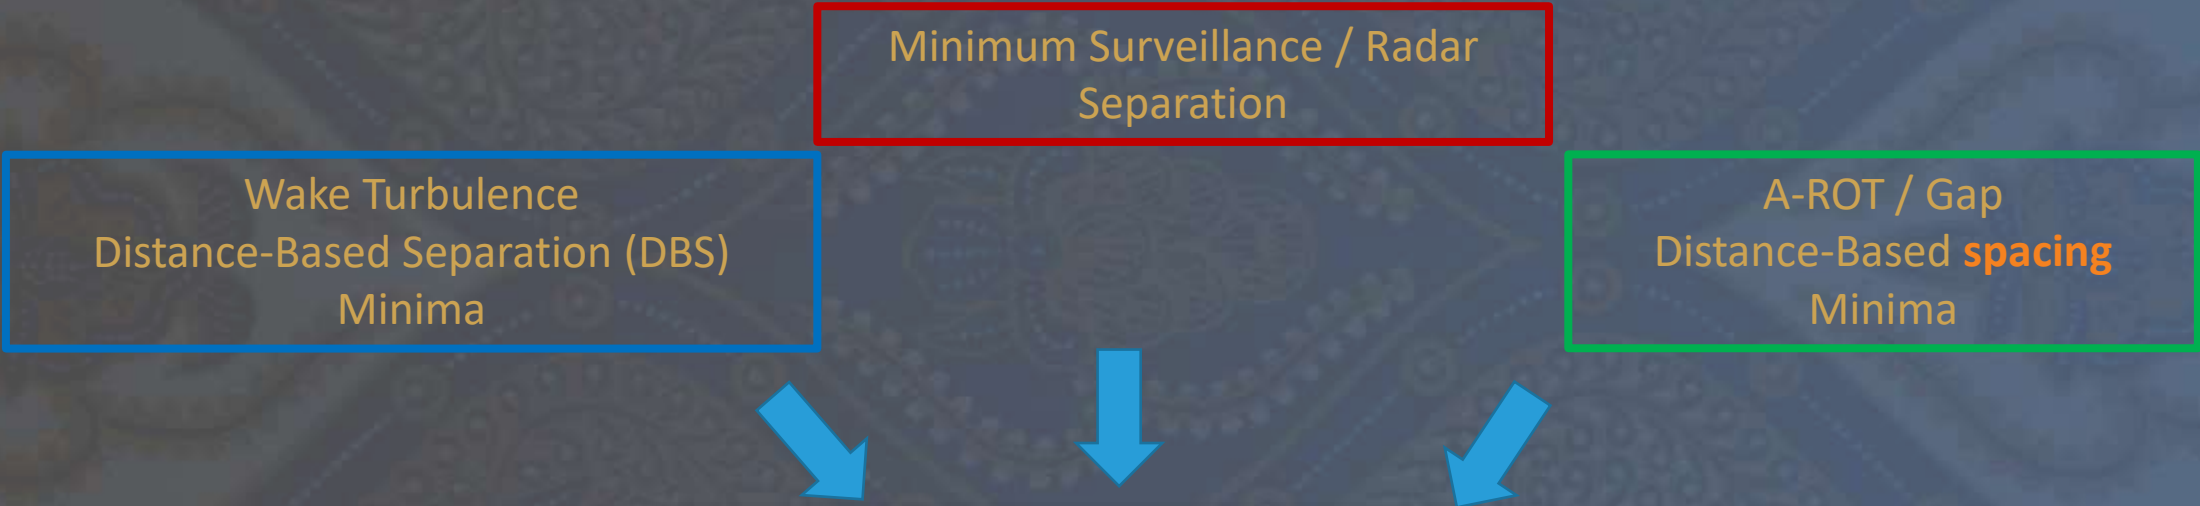 Minimum Surveillance / Radar
Separation
Wake Turbulence
Distance-Based Separation (DBS)
Minima
A-ROT / Gap
Distance-Based spacing
Minima